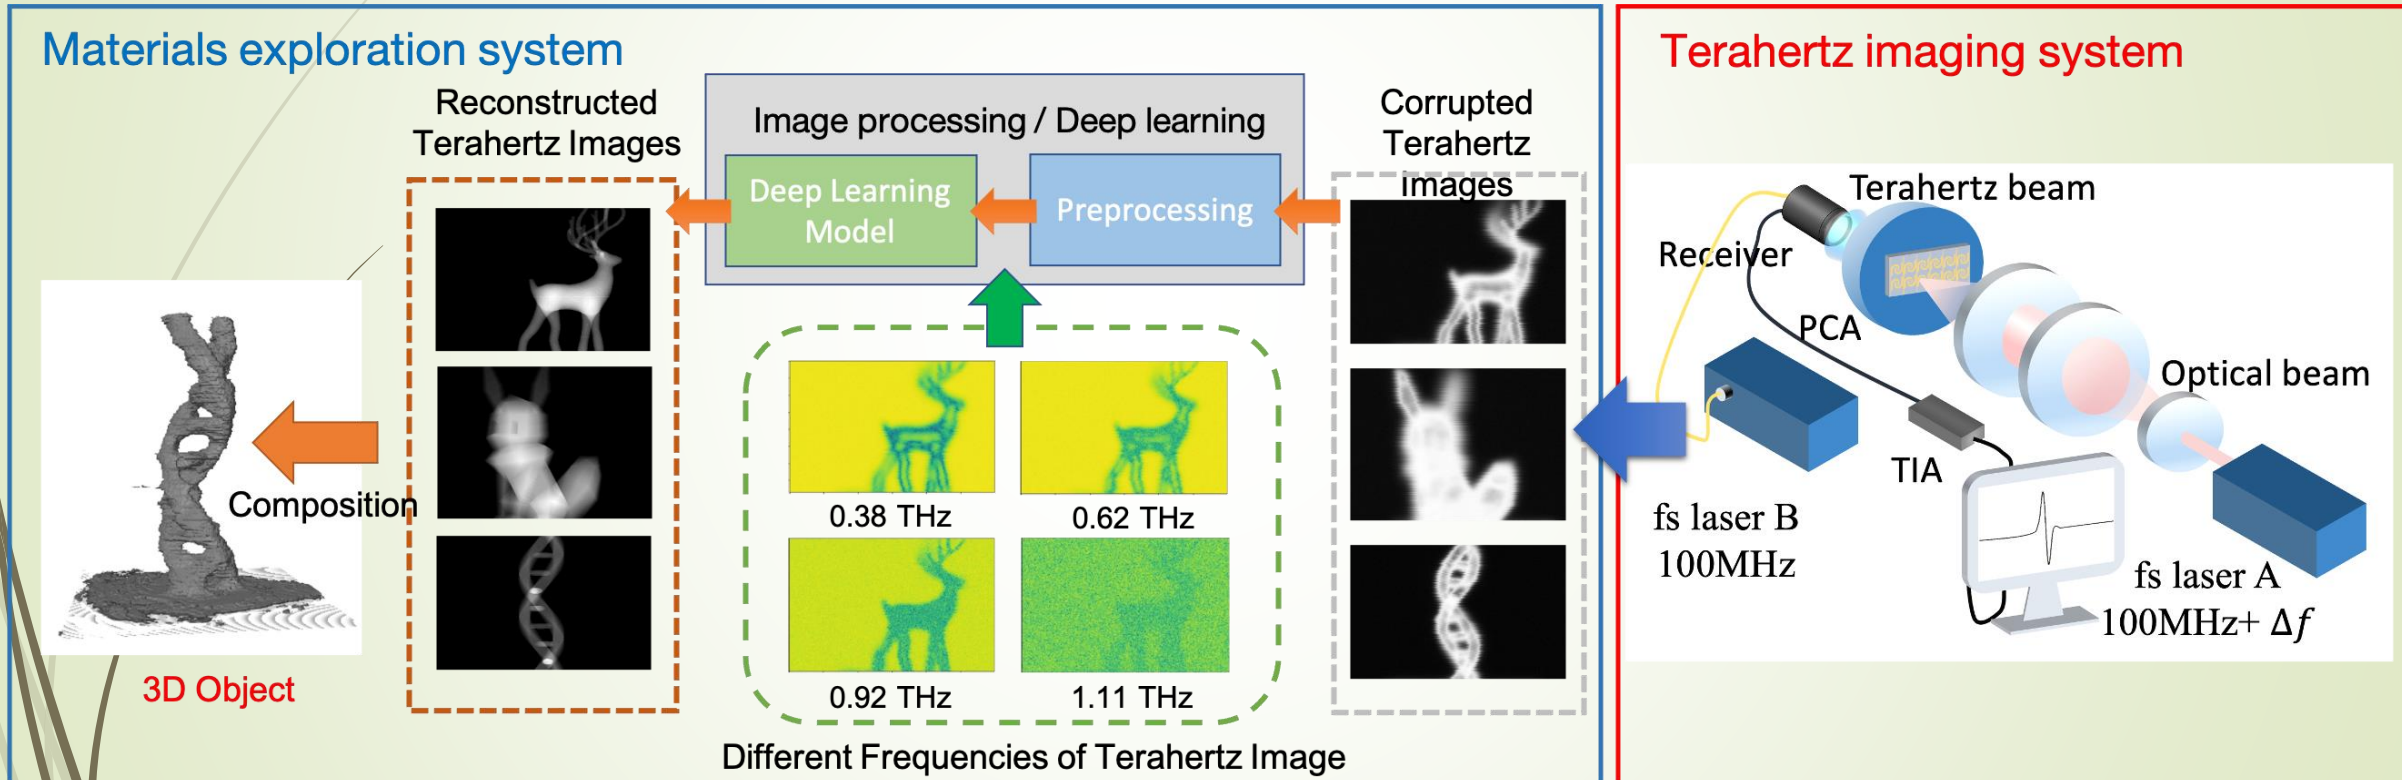 Materials exploration system
Reconstructed
Terahertz Images
Image processing / Deep learning
Deep Learning
Model
Preprocessing
Corrupted
Terahertz
Images
Composition
3D Object
0.38 THz
0.62 THz
0.92 THz
1.11 THz
Different Frequencies of Terahertz Image
Terahertz imaging system
Terahertz beam
Receiver
PCA
Optical beam
TIA
fs laser B
100MHz
fs laser A
100MHz+ Δf